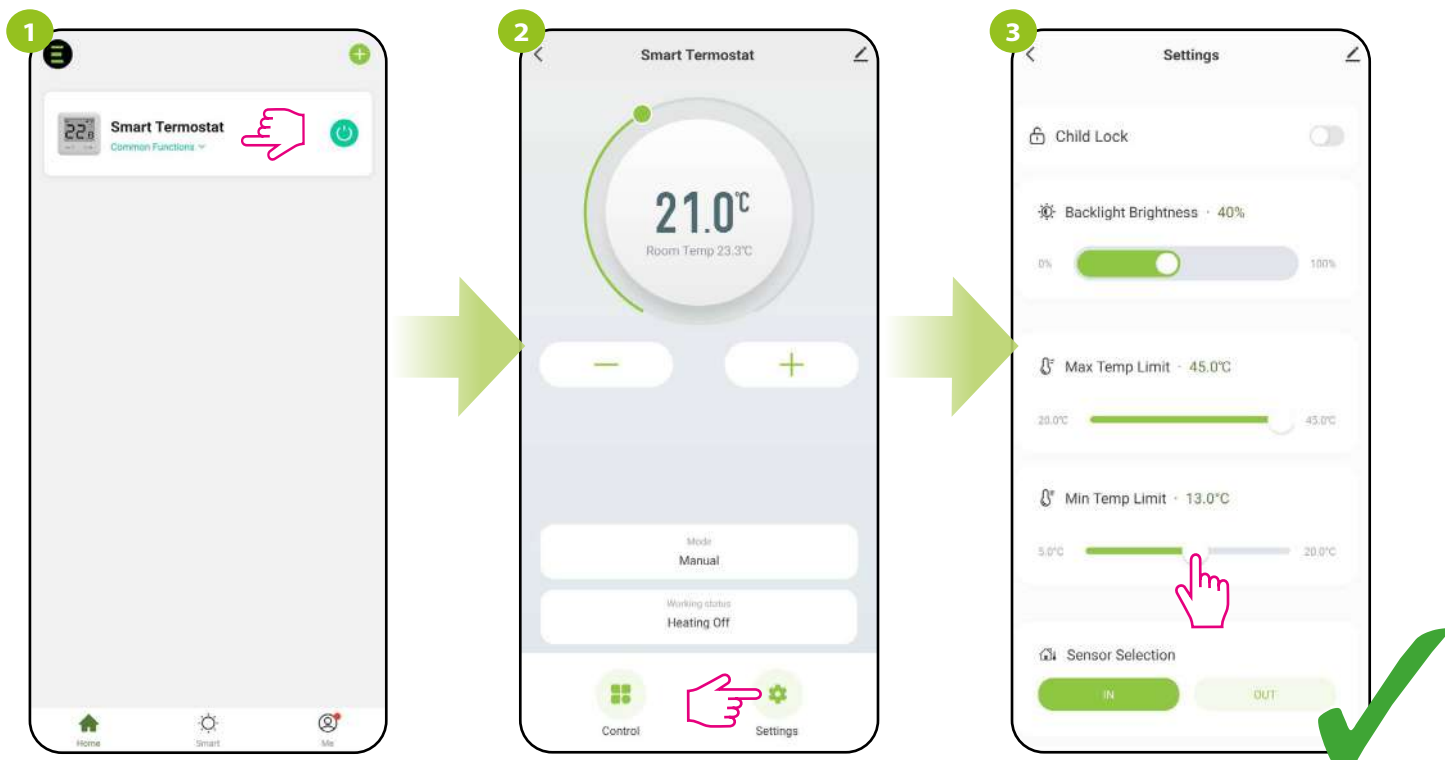 1
Smart Termostat
Common Functions
Home
Smart
Me
2
Smart Termostat
21.0°C
Room Temp 23.3°C
Mode
Manual
Working status
Heating Off
Control
Settings
3
Settings
Child Lock
Backlight Brightness · 40%
0%
100%
Max Temp Limit · 45.0°C
20.0°C
45.0°C
Min Temp Limit · 13.0°C
5.0°C
20.0°C
Sensor Selection
IN
OUT